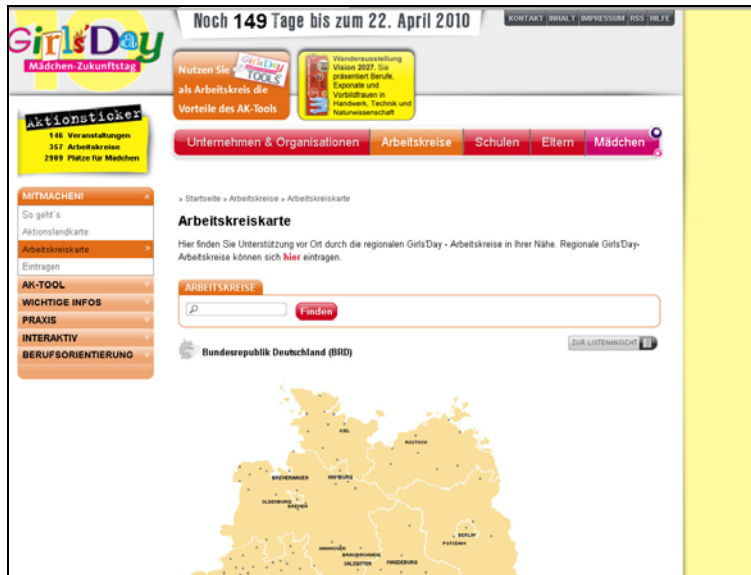 Noch 149 Tage bis zum 22. April 2010
KONTAKT INHALT IMPRESSUM RSS HILFE
Girls'Day
Mädchen-Zukunftstag
Nutzen Sie
Girls'Day
TOOLS
als Arbeitskreis die
Vorteile des AK-Tools
Wanderausstellung
Vision 2027. Sie
präsentiert Berufe,
Exponate und
Vorbildfrauen in
Handwerk, Technik und
Naturwissenschaft
Aktionsticker
146 Veranstaltungen
357 Arbeitskreise
2909 Plätze für Mädchen
Unternehmen & Organisationen Arbeitskreise Schulen Eltern Mädchen
MITMACHEN!
So geht´s
Aktionslandkarte
Arbeitskreiskarte
Eintragen
AK-TOOL
WICHTIGE INFOS
PRAXIS
INTERAKTIV
BERUFSORIENTIERUNG
» Startseite » Arbeitskreise » Arbeitskreiskarte
Arbeitskreiskarte
Hier finden Sie Unterstützung vor Ort durch die regionalen Girls'Day - Arbeitskreise in Ihrer Nähe. Regionale Girls'Day-
Arbeitskreise können sich hier eintragen.
ARBEITSKREISE
Finden
Bundesrepublik Deutschland (BRD)
ZUR LISTENANSICHT
KIEL
ROSTOCK
BREMERHAVEN HAMBURG
OLDENBURG
BREMEN
BERLIN
POTSDAM
HANNOVER
BRAUNSCHWEIG
SALZGITTER MAGDEBURG